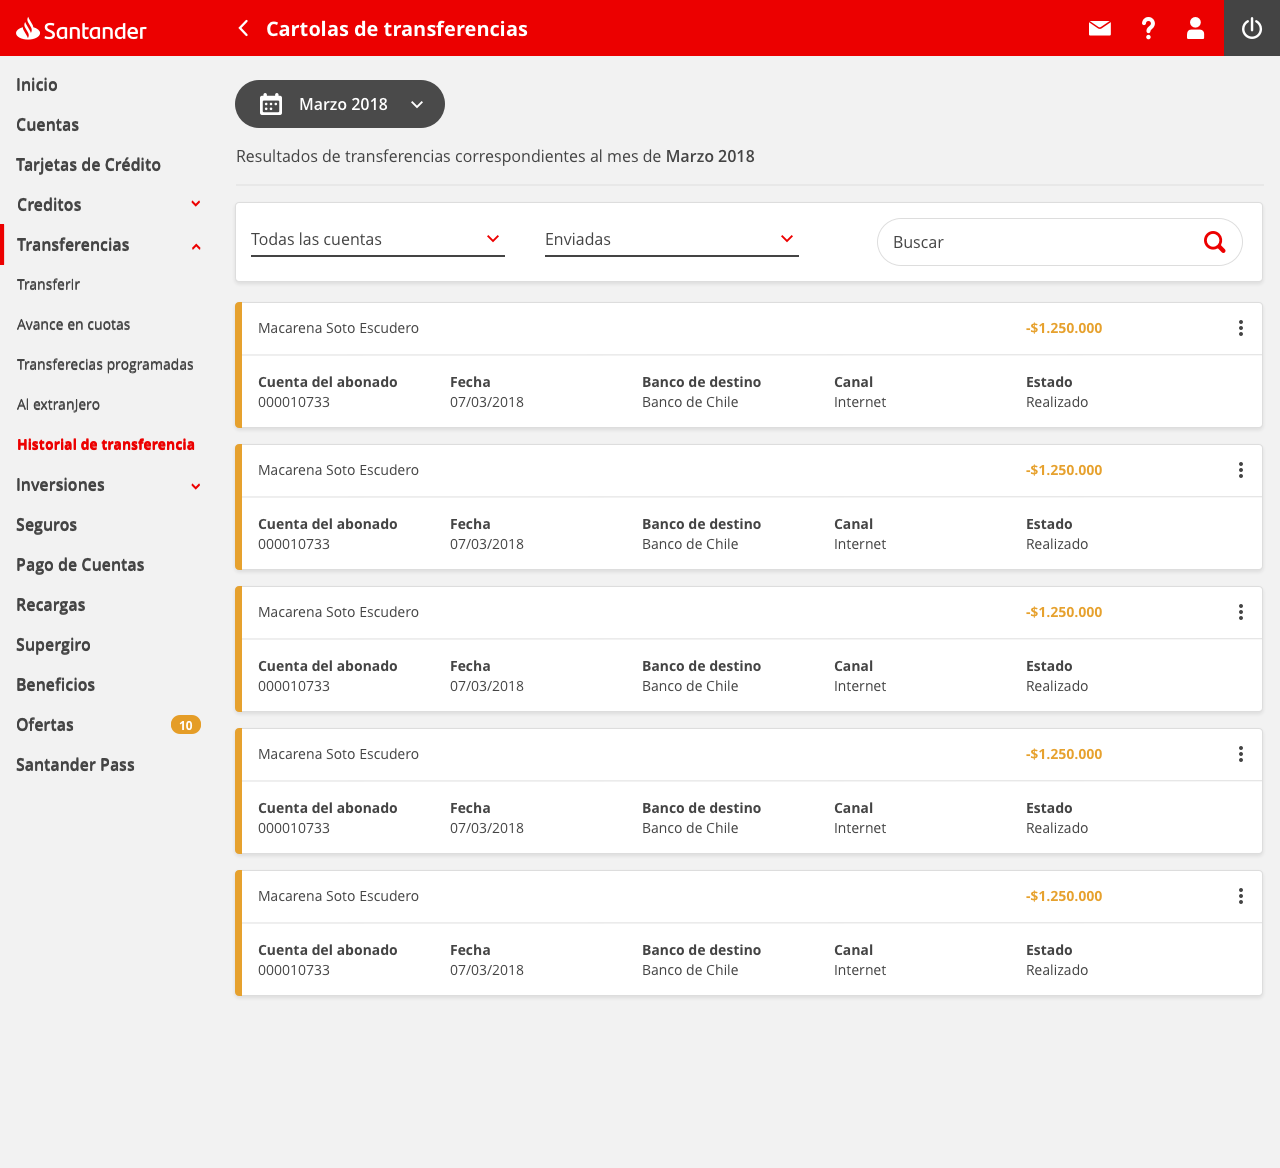 Santander
Cartolas de transferencias
Inicio
Cuentas
Tarjetas de Crédito
Creditos
Transferencias
Transferir
Avance en cuotas
Transferecias programadas
Al extranjero
Historial de transferencia
Inversiones
Seguros
Pago de Cuentas
Recargas
Supergiro
Beneficios
Ofertas 10
Santander Pass
Marzo 2018
Resultados de transferencias correspondientes al mes de Marzo 2018
Todas las cuentas Enviadas Buscar
Macarena Soto Escudero -$1.250.000
Cuenta del abonado Fecha Banco de destino Canal Estado
000010733 07/03/2018 Banco de Chile Internet Realizado
Macarena Soto Escudero -$1.250.000
Cuenta del abonado Fecha Banco de destino Canal Estado
000010733 07/03/2018 Banco de Chile Internet Realizado
Macarena Soto Escudero -$1.250.000
Cuenta del abonado Fecha Banco de destino Canal Estado
000010733 07/03/2018 Banco de Chile Internet Realizado
Macarena Soto Escudero -$1.250.000
Cuenta del abonado Fecha Banco de destino Canal Estado
000010733 07/03/2018 Banco de Chile Internet Realizado
Macarena Soto Escudero -$1.250.000
Cuenta del abonado Fecha Banco de destino Canal Estado
000010733 07/03/2018 Banco de Chile Internet Realizado